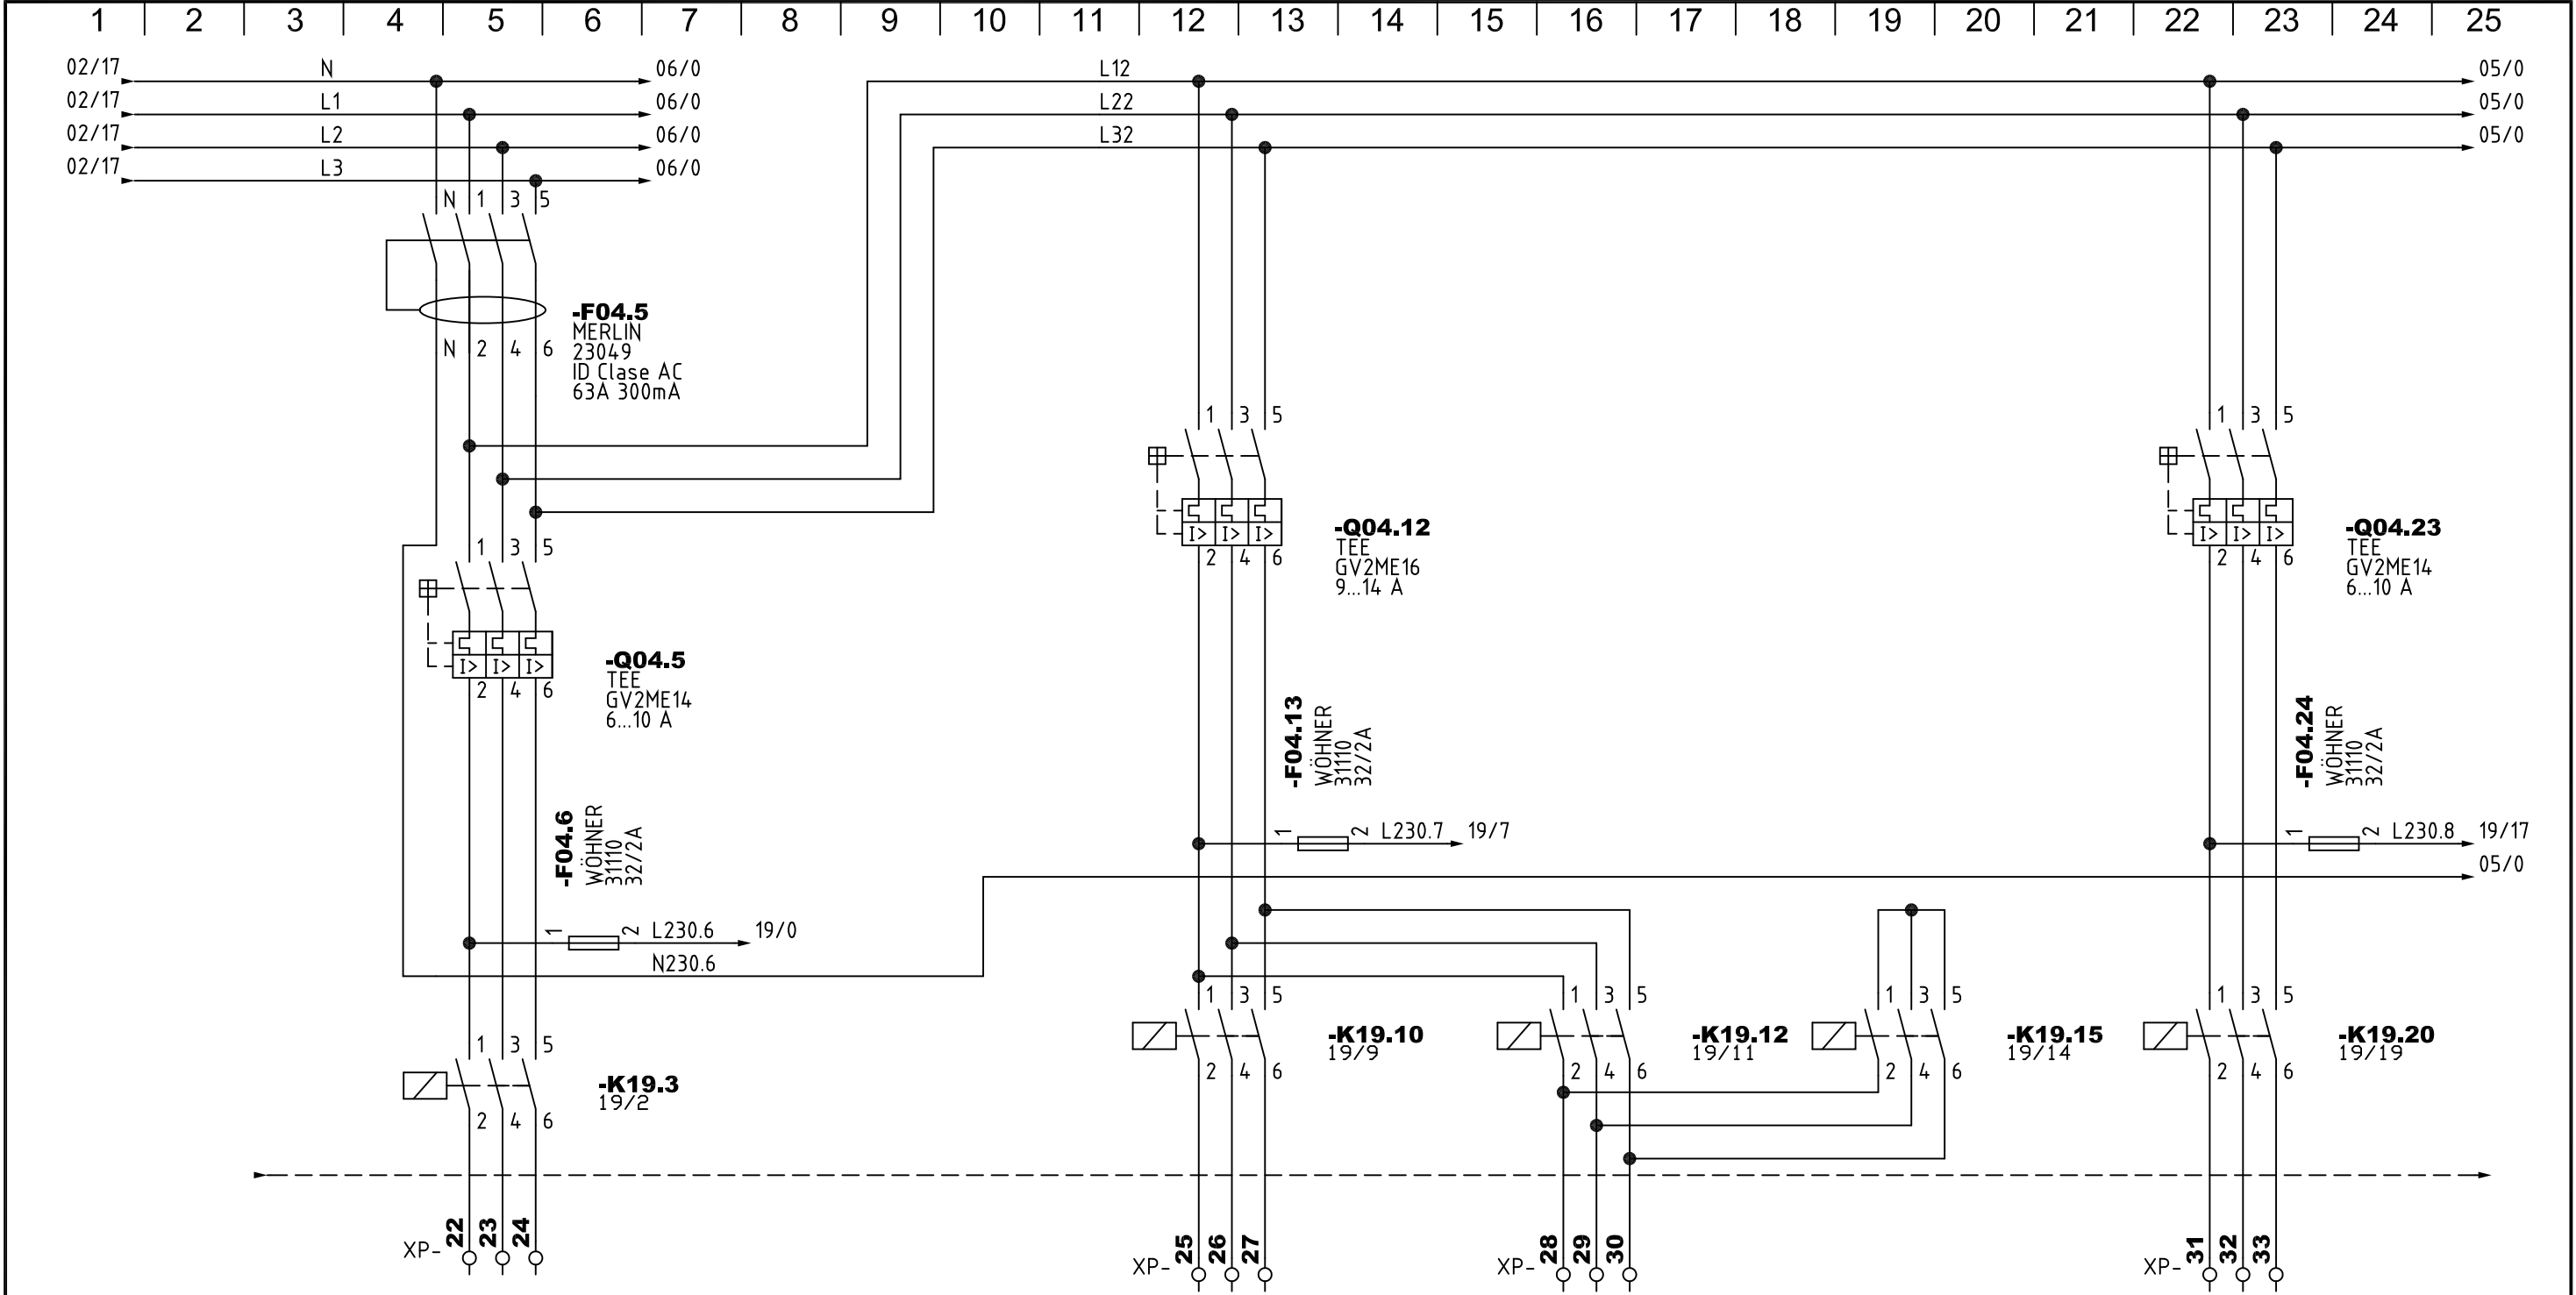 1 2 3 4 5 6 7 8 9 10 11 12 13 14 15 16 17 18 19 20 21 22 23 24 25
02/17 N 06/0 L12 05/0
02/17 L1 06/0 L22 05/0
02/17 L2 06/0 L32 05/0
02/17 L3 06/0
N 1 3 5
-F04.5
MERLIN
23049
ID Clase AC
63A 300mA
N 2 4 6
1 3 5
1 3 5
-Q04.12
TEE
GV2ME16
9...14 A
I> I> I>
2 4 6
-Q04.23
TEE
GV2ME14
6...10 A
I> I> I>
2 4 6
1 3 5
-Q04.5
TEE
GV2ME14
6...10 A
I> I> I>
2 4 6
-F04.13
WÖHNER
31110
32/2A
-F04.24
WÖHNER
31110
32/2A
-F04.6
WÖHNER
31110
32/2A
1 2 L230.7 19/7
1 2 L230.8 19/17
05/0
1 2 L230.6 19/0
N230.6
1 3 5
1 3 5
1 3 5
1 3 5
-K19.10
19/9
-K19.12
19/11
-K19.15
19/14
-K19.20
19/19
2 4 6
2 4 6
2 4 6
2 4 6
1 3 5
-K19.3
19/2
2 4 6
XP- 22 23 24
XP- 25 26 27
XP- 28 29 30
XP- 31 32 33